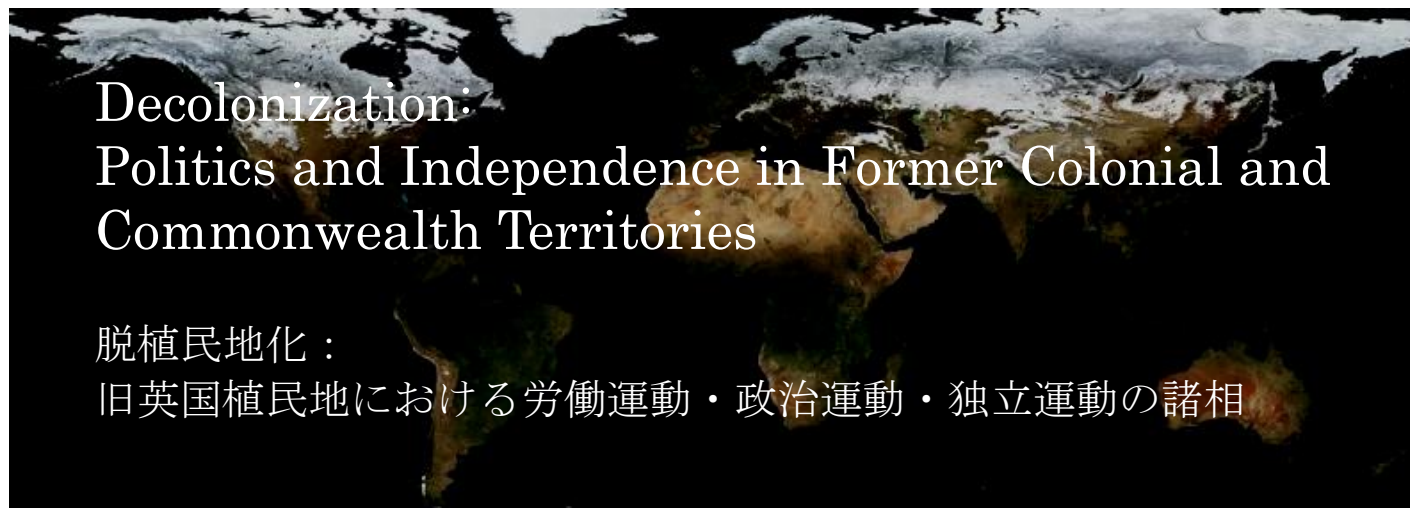 Decolonization:
Politics and Independence in Former Colonial and
Commonwealth Territories
脱植民地化：
旧英国植民地における労働運動・政治運動・独立運動の諸相